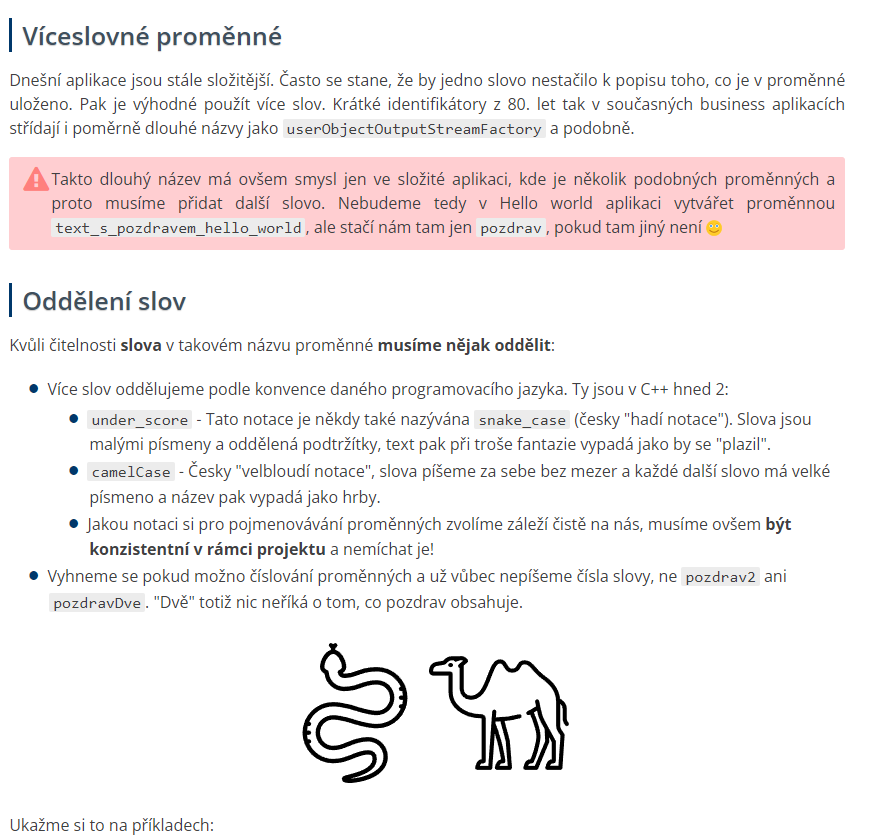 Víceslovné proměnné
Dnešní aplikace jsou stále složitější. Často se stane, že by jedno slovo nestačilo k popisu toho, co je v proměnné
uloženo. Pak je výhodné použít více slov. Krátké identifikátory z 80. let tak v současných business aplikacích
střídají i poměrně dlouhé názvy jako userObjectOutputStreamFactory a podobně.
Takto dlouhý název má ovšem smysl jen ve složité aplikaci, kde je několik podobných proměnných a
proto musíme přidat další slovo. Nebudeme tedy v Hello world aplikaci vytvářet proměnnou
text_s_pozdravem_hello_world, ale stačí nám tam jen pozdrav, pokud tam jiný není 🙂
Oddělení slov
Kvůli čitelnosti slova v takovém názvu proměnné musíme nějak oddělit:
Více slov oddělujeme podle konvence daného programovacího jazyka. Ty jsou v C++ hned 2:
under_score - Tato notace je někdy také nazývána snake_case (česky "hadí notace"). Slova jsou
malými písmeny a oddělená podtržítky, text pak při troše fantazie vypadá jako by se "plazil".
camelCase - Česky "velbloudí notace", slova píšeme za sebe bez mezer a každé další slovo má velké
písmeno a název pak vypadá jako hrby.
Jakou notaci si pro pojmenovávání proměnných zvolíme záleží čistě na nás, musíme ovšem být
konzistentní v rámci projektu a nemíchat je!
Vyhneme se pokud možno číslování proměnných a už vůbec nepíšeme čísla slovy, ne pozdrav2 ani
pozdravDve. "Dvě" totiž nic neříká o tom, co pozdrav obsahuje.
Ukažme si to na příkladech: